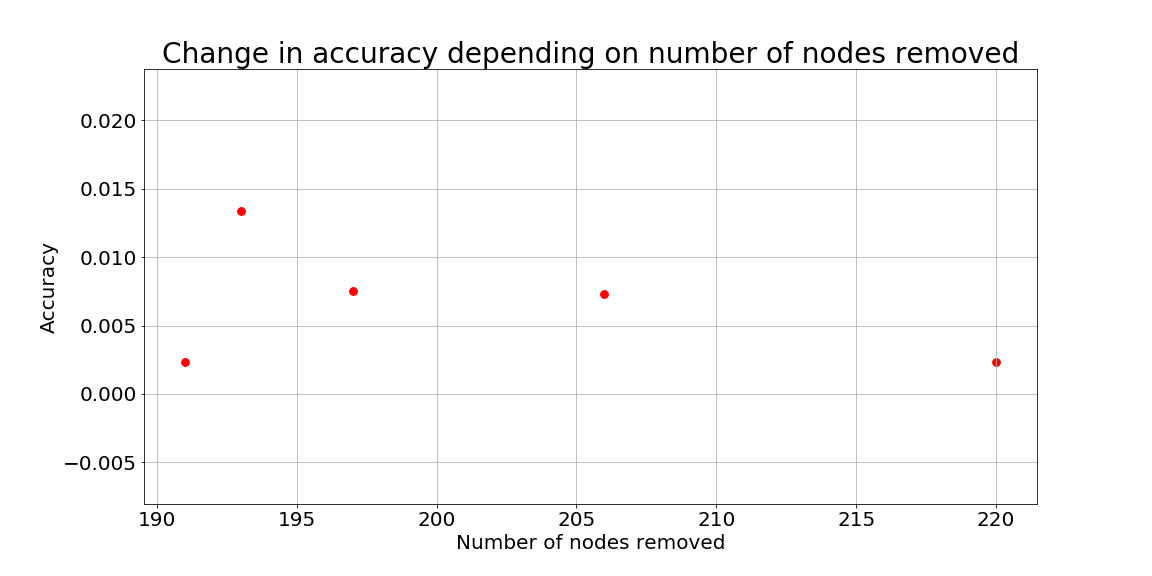 Change in accuracy depending on number of nodes removed
0.020
0.015
0.010
0.005
0.000
−0.005
Accuracy
190 195 200 205 210 215 220
Number of nodes removed